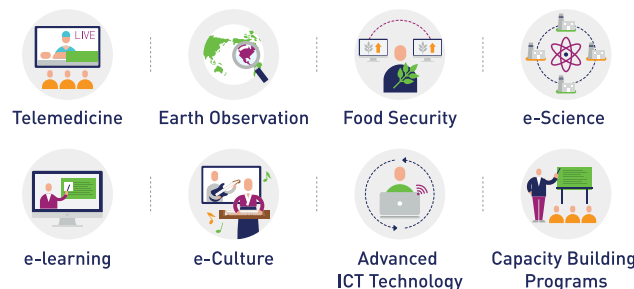 LIVE
Telemedicine
Earth Observation
Food Security
e-Science
e-learning
e-Culture
Advanced
ICT Technology
Capacity Building
Programs